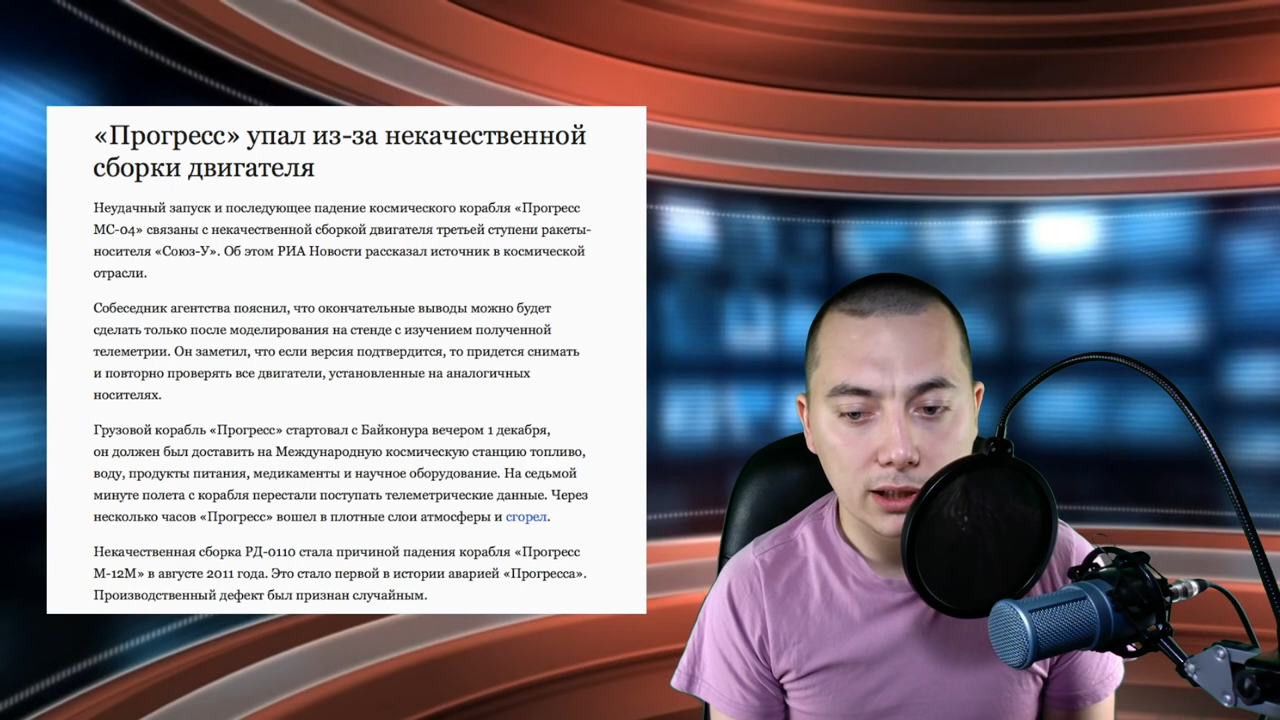 «Прогресс» упал из-за некачественной
сборки двигателя
Неудачный запуск и последующее падение космического корабля «Прогресс
МС-04» связаны с некачественной сборкой двигателя третьей ступени ракеты-
носителя «Союз-У». Об этом РИА Новости рассказал источник в космической
отрасли.
Собеседник агентства пояснил, что окончательные выводы можно будет
сделать только после моделирования на стенде с изучением полученной
телеметрии. Он заметил, что если версия подтвердится, то придется снимать
и повторно проверять все двигатели, установленные на аналогичных
носителях.
Грузовой корабль «Прогресс» стартовал с Байконура вечером 1 декабря,
он должен был доставить на Международную космическую станцию топливо,
воду, продукты питания, медикаменты и научное оборудование. На седьмой
минуте полета с корабля перестали поступать телеметрические данные. Через
несколько часов «Прогресс» вошел в плотные слои атмосферы и сгорел.
Некачественная сборка РД-0110 стала причиной падения корабля «Прогресс
М-12М» в августе 2011 года. Это стало первой в истории аварией «Прогресса».
Производственный дефект был признан случайным.